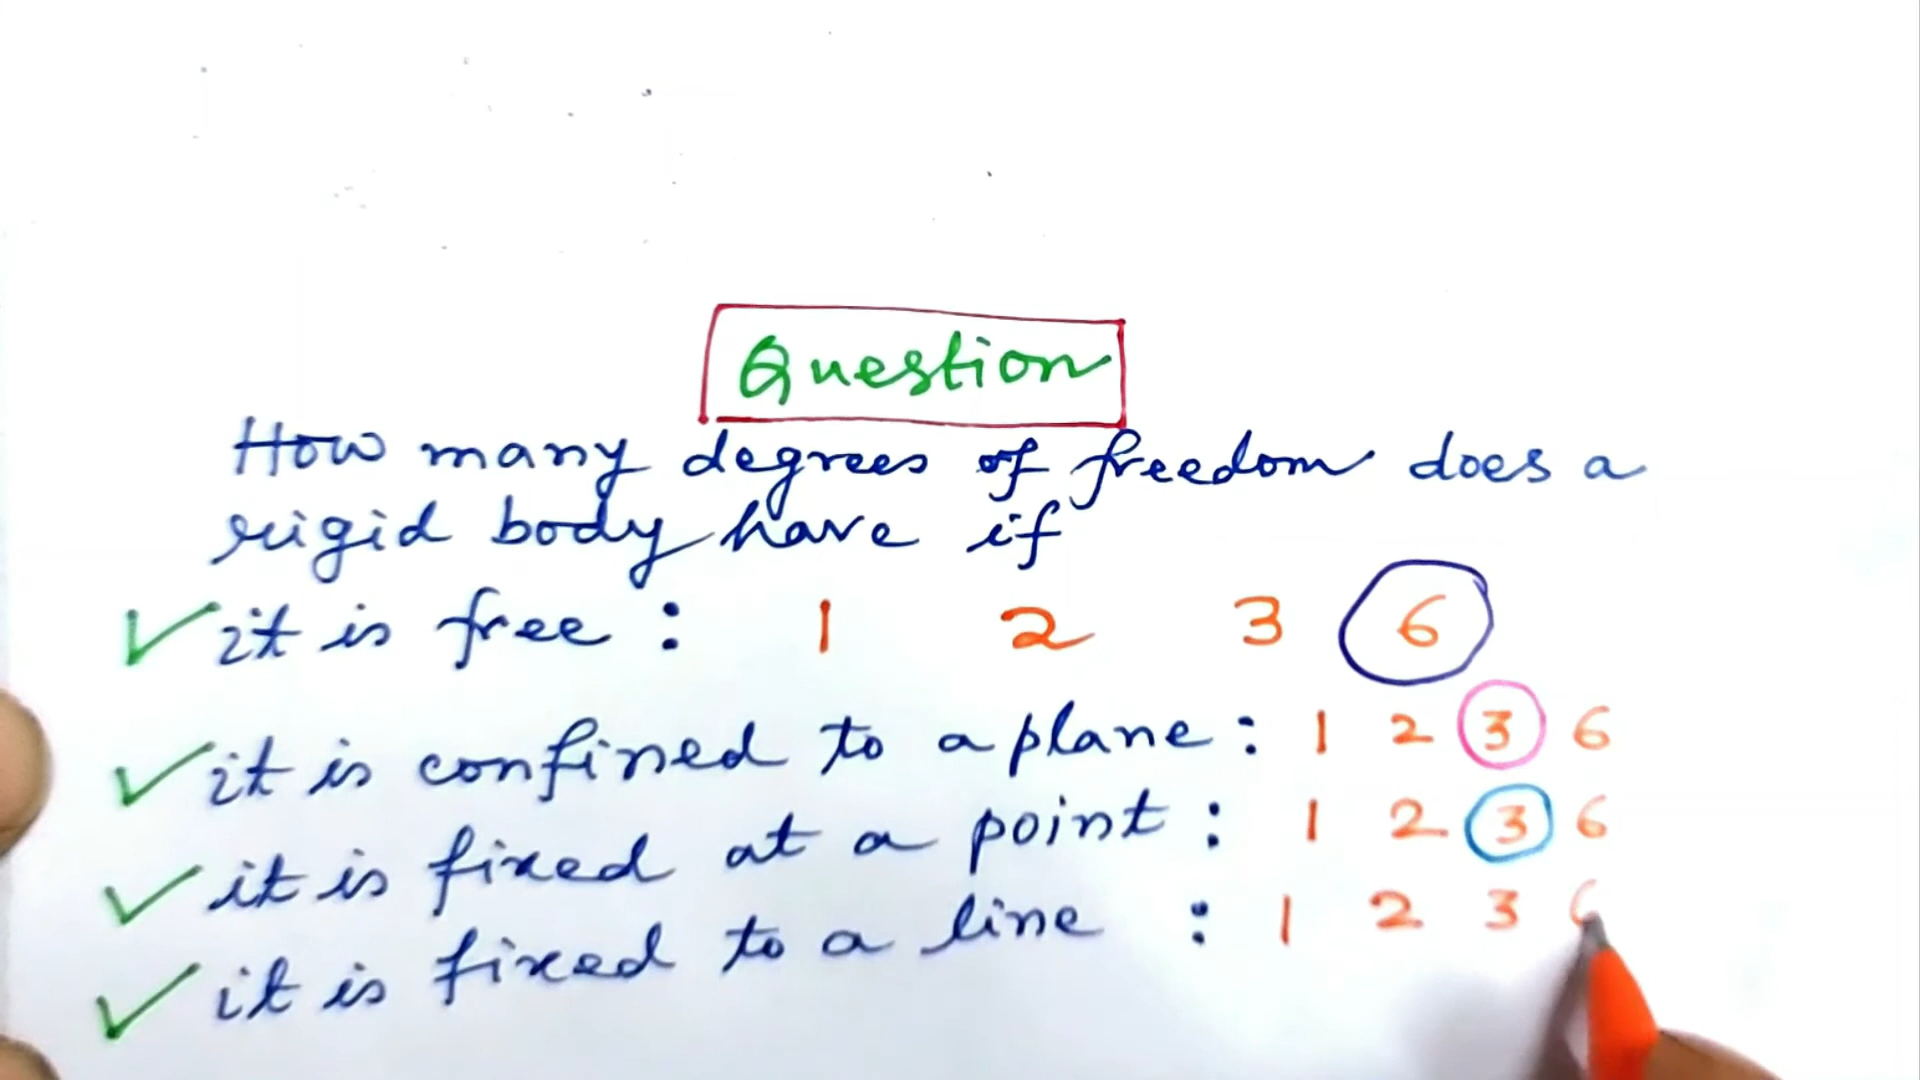 Question
How many degrees of freedom does a
rigid body have if
it is free : 1 2 3 6
it is confined to a plane : 1 2 3 6
it is fixed at a point : 1 2 3 6
it is fixed to a line : 1 2 3 6